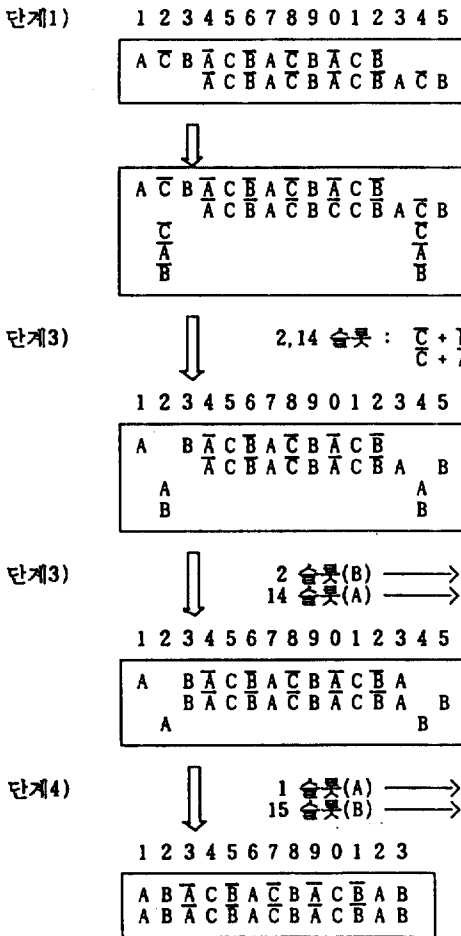 단계1) 1 2 3 4 5 6 7 8 9 0 1 2 3 4 5
A C̅ B A̅ C B̅ A C̅ B A̅ C B̅
A̅ C B̅ A C̅ B A̅ C B̅ A C̅ B
A C̅ B A̅ C B̅ A C̅ B A̅ C B̅
A̅ C B A C̅ B C C B A C̅ B
C̅ C̅
A̅ A̅
B̅ B
단계3) 2,14 슬롯 : C̅ +
C̅ +
1 2 3 4 5 6 7 8 9 0 1 2 3 4 5
A B A̅ C B̅ A C̅ B A̅ C B̅
A̅ C B̅ A C̅ B A̅ C B̅ A B
A A
B B
단계3) 2 슬롯(B) →
14 슬롯(A) →
1 2 3 4 5 6 7 8 9 0 1 2 3 4 5
A B A̅ C B̅ A C̅ B A̅ C B̅ A
B A̅ C B̅ A C̅ B A̅ C B̅ A B
A B
단계4) 1 슬롯(A) →
15 슬롯(B) →
1 2 3 4 5 6 7 8 9 0 1 2 3
A B A̅ C B̅ A C̅ B A̅ C B̅ A B
A B A̅ C B̅ A C̅ B A̅ C B̅ A B